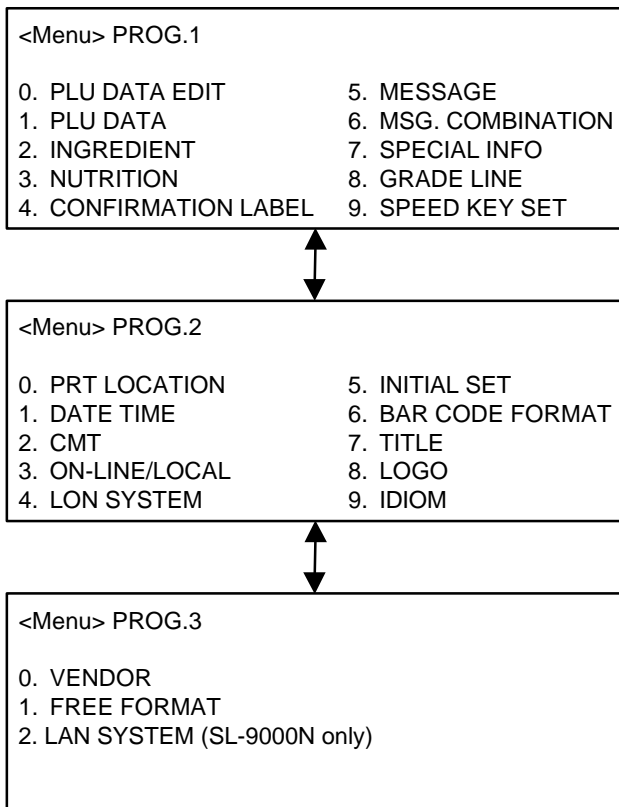 <Menu> PROG.1
0. PLU DATA EDIT
1. PLU DATA
2. INGREDIENT
3. NUTRITION
4. CONFIRMATION LABEL
5. MESSAGE
6. MSG. COMBINATION
7. SPECIAL INFO
8. GRADE LINE
9. SPEED KEY SET
<Menu> PROG.2
0. PRT LOCATION
1. DATE TIME
2. CMT
3. ON-LINE/LOCAL
4. LON SYSTEM
5. INITIAL SET
6. BAR CODE FORMAT
7. TITLE
8. LOGO
9. IDIOM
<Menu> PROG.3
0. VENDOR
1. FREE FORMAT
2. LAN SYSTEM (SL-9000N only)